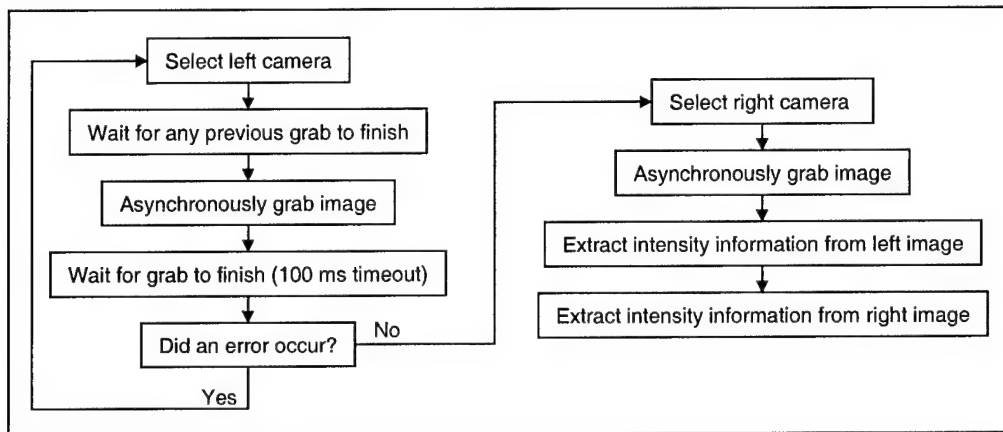 Select left camera
Wait for any previous grab to finish
Asynchronously grab image
Wait for grab to finish (100 ms timeout)
Did an error occur?
No
Yes
Select right camera
Asynchronously grab image
Extract intensity information from left image
Extract intensity information from right image